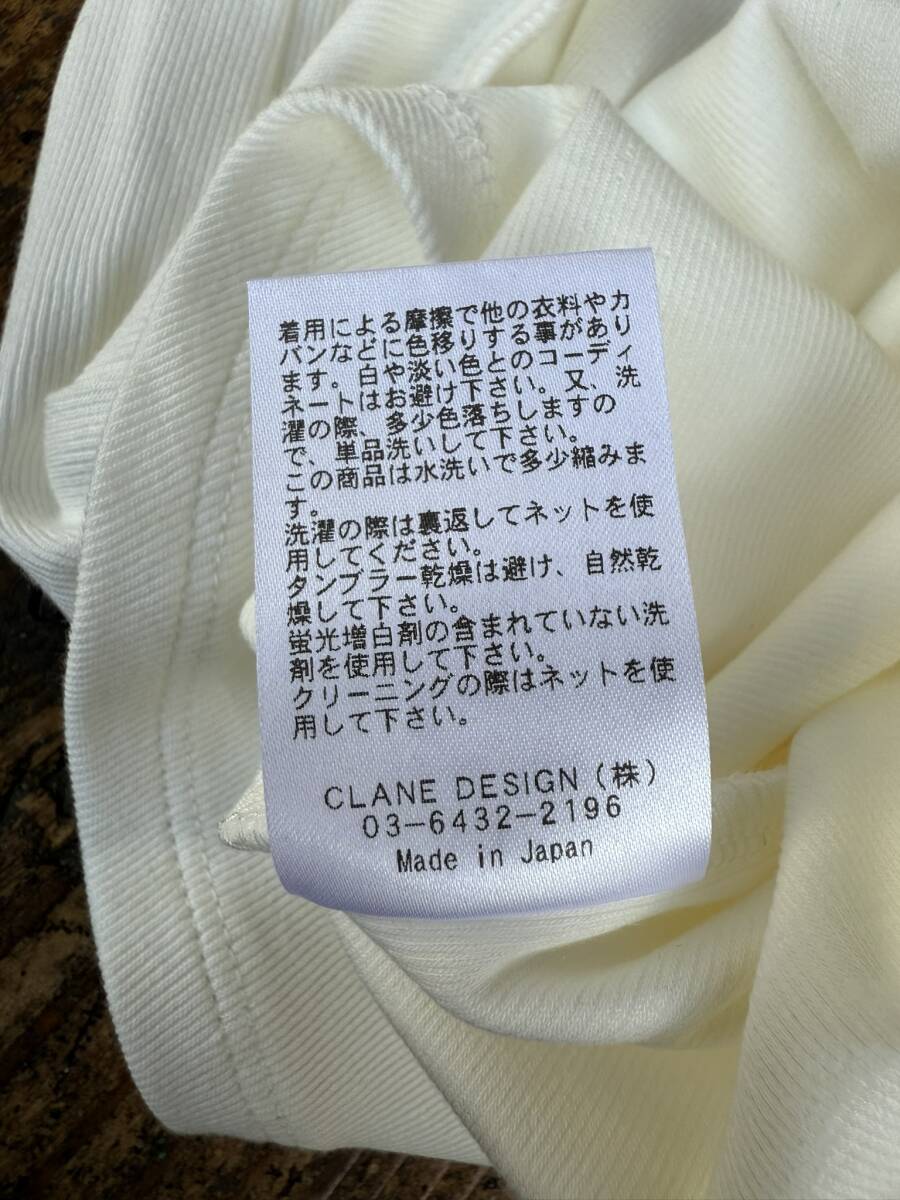 着用による摩擦で他の衣料やカ
バンなどに色移りする事があり
ます。白や淡い色とのコーディ
ネートはお避け下さい。又、洗
濯の際、多少色落ちしますの
で、単品洗いして下さい。
この商品は水洗いで多少縮みま
す。
洗濯の際は裏返してネットを使
用してください。
タンブラー乾燥は避け、自然乾
燥して下さい。
蛍光増白剤の含まれていない洗
剤を使用して下さい。
クリーニングの際はネットを使
用して下さい。
CLANE DESIGN(株)
03-6432-2196
Made in Japan